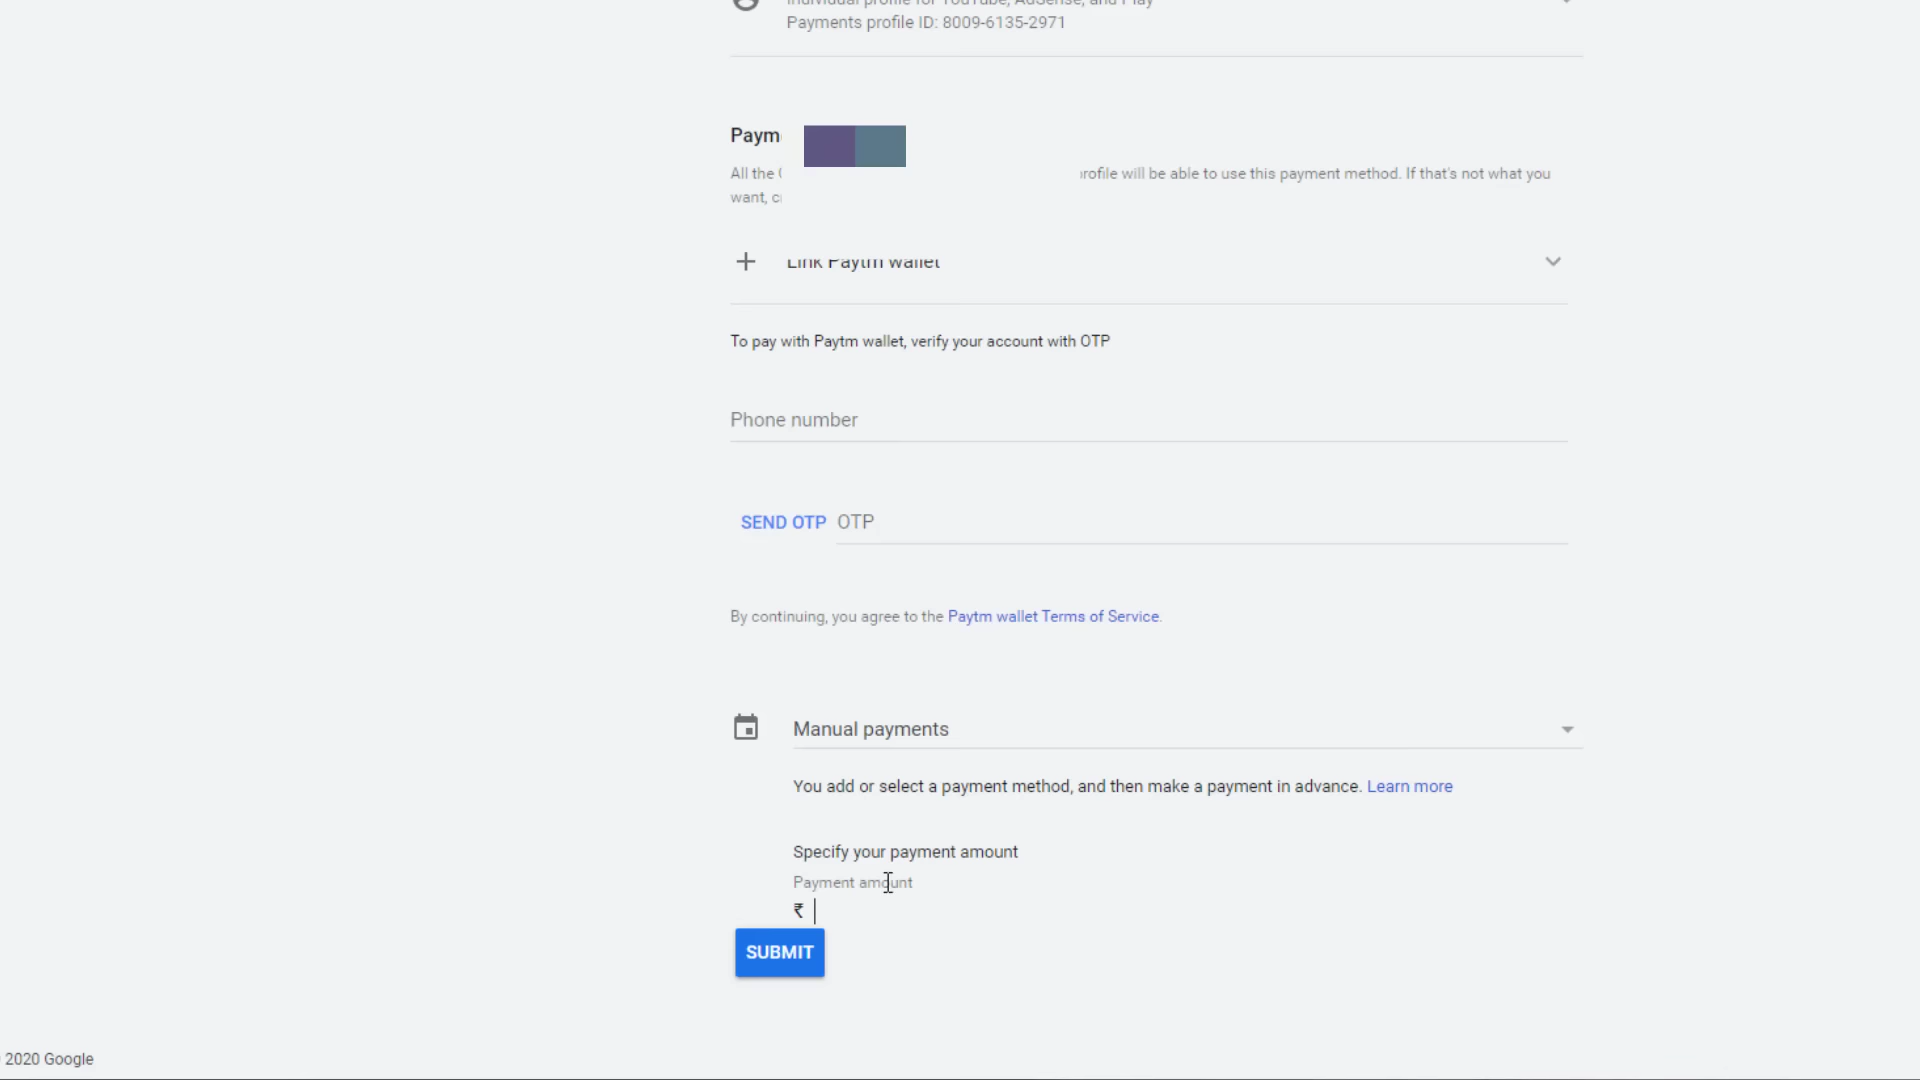 Individual profile for YouTube, AdSense, and Play
Payments profile ID: 8009-6135-2971
Paym
All the
rofile will be able to use this payment method. If that's not what you
want, c
Link Paytm wallet
To pay with Paytm wallet, verify your account with OTP
Phone number
SEND OTP OTP
By continuing, you agree to the Paytm wallet Terms of Service.
Manual payments
You add or select a payment method, and then make a payment in advance. Learn more
Specify your payment amount
Payment amount
₹
SUBMIT
2020 Google